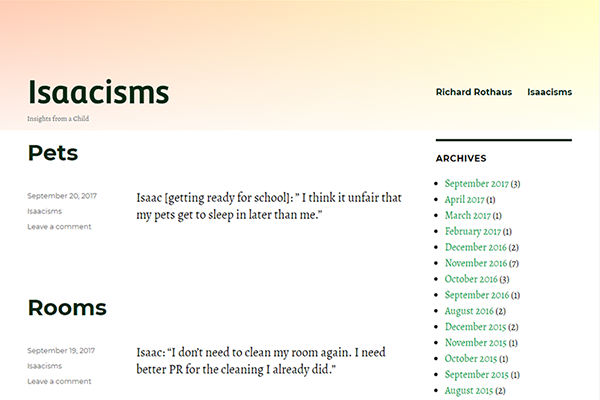 Isaacisms
Insights from a Child
Richard Rothaus Isaacisms
Pets
September 20, 2017
Isaacisms
Leave a comment
Isaac [getting ready for school]: ” I think it unfair that
my pets get to sleep in later than me.”
Rooms
September 19, 2017
Isaacisms
Leave a comment
Isaac: “I don’t need to clean my room again. I need
better PR for the cleaning I already did.”
ARCHIVES
September 2017 (3)
April 2017 (1)
March 2017 (1)
February 2017 (1)
December 2016 (2)
November 2016 (7)
October 2016 (3)
September 2016 (1)
August 2016 (2)
December 2015 (2)
November 2015 (1)
October 2015 (1)
September 2015 (1)
August 2015 (2)